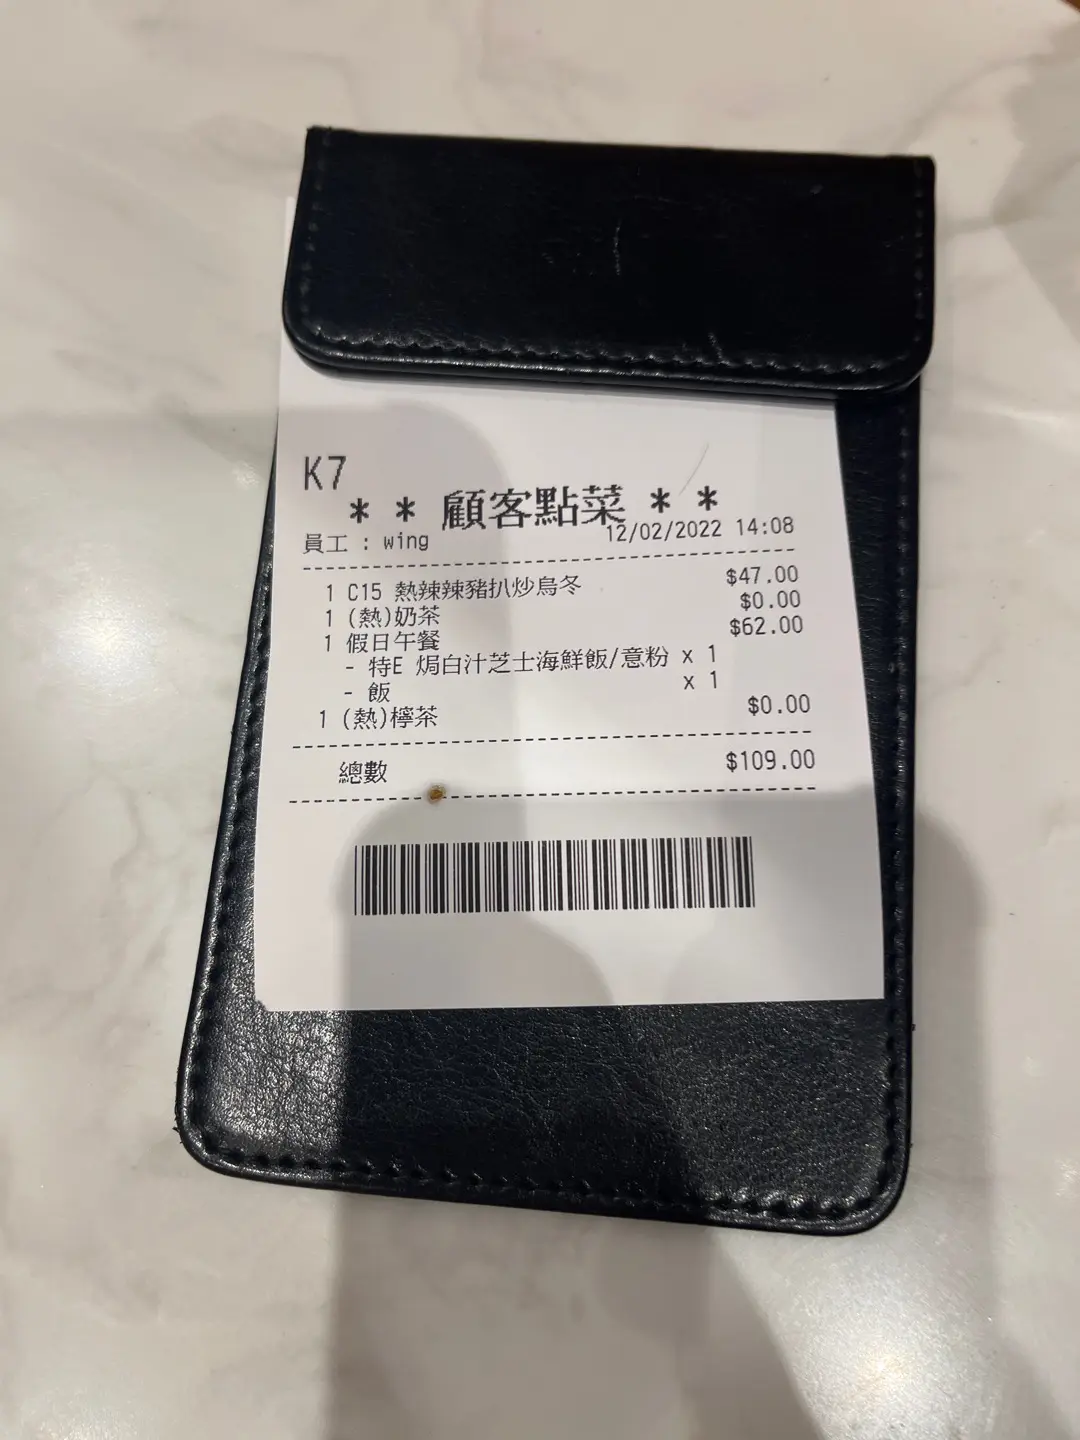 K7
* * 顧客點菜 * *
員工 : wing 12/02/2022 14:08
1 C15 熱辣辣豬扒炒烏冬 $47.00
1 (熱)奶茶 $0.00
1 假日午餐 $62.00
- 特E 焗白汁芝士海鮮飯/意粉 x 1
- 飯 x 1
1 (熱)檸茶 $0.00
總數 $109.00